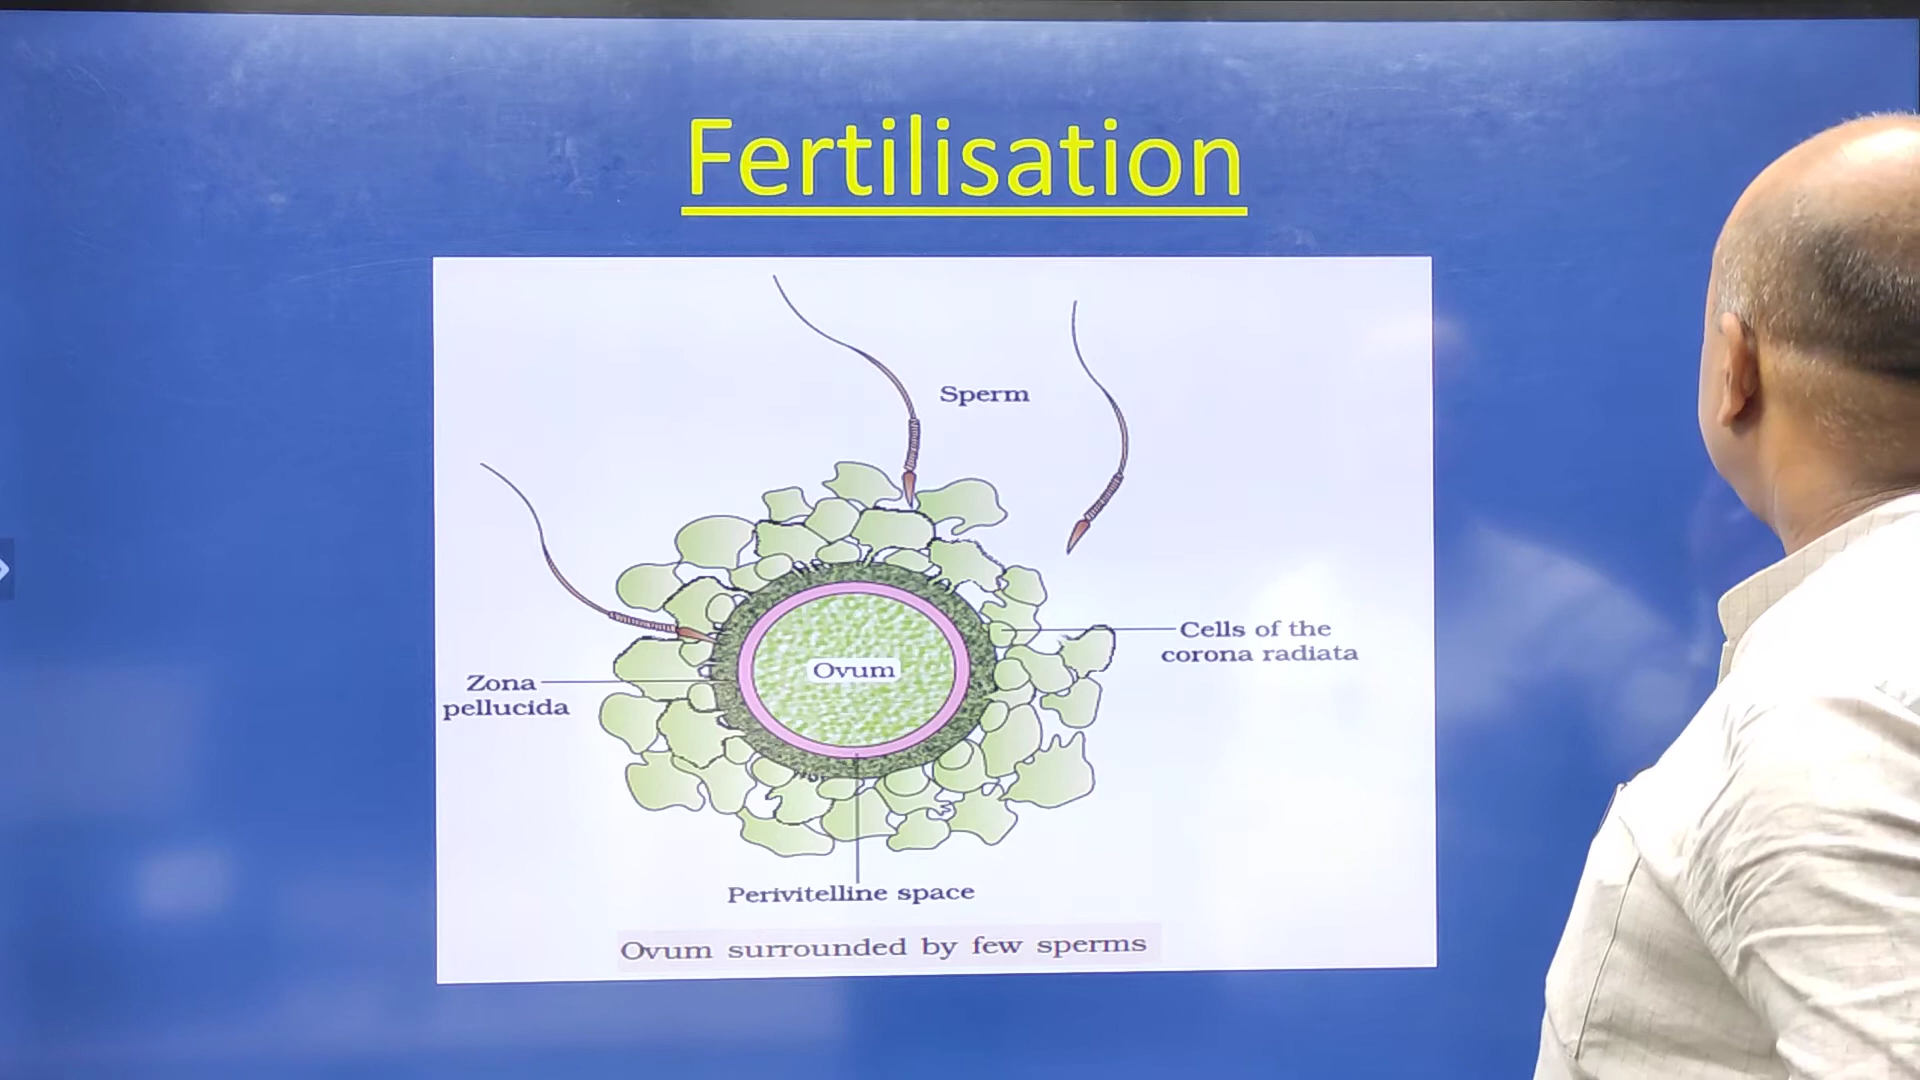 Fertilisation
Sperm
Cells of the
corona radiata
Ovum
Zona
pellucida
Perivitelline space
Ovum surrounded by few sperms